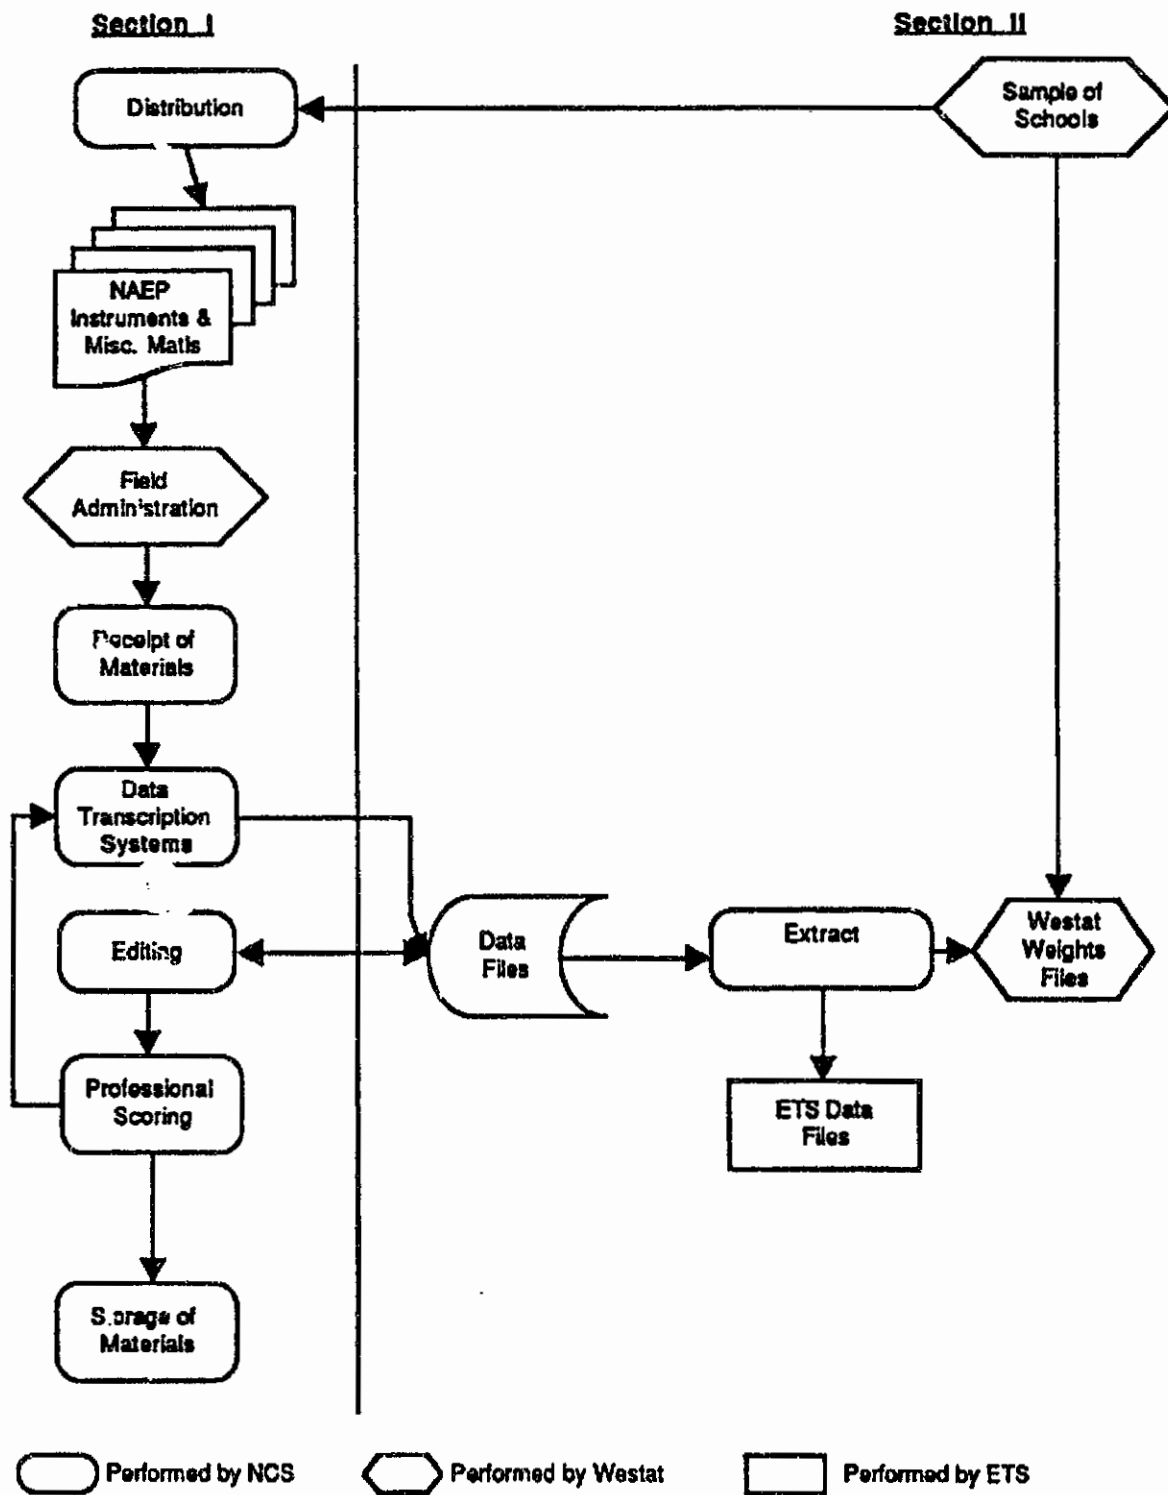 Section I
Section II
Distribution
Sample of
Schools
NAEP
Instruments &
Misc. Matls
Field
Administration
Receipt of
Materials
Data
Transcription
Systems
Editing
Data
Files
Extract
Westat
Weights
Files
Professional
Scoring
ETS Data
Files
Storage of
Materials
Performed by NCS
Performed by Westat
Performed by ETS